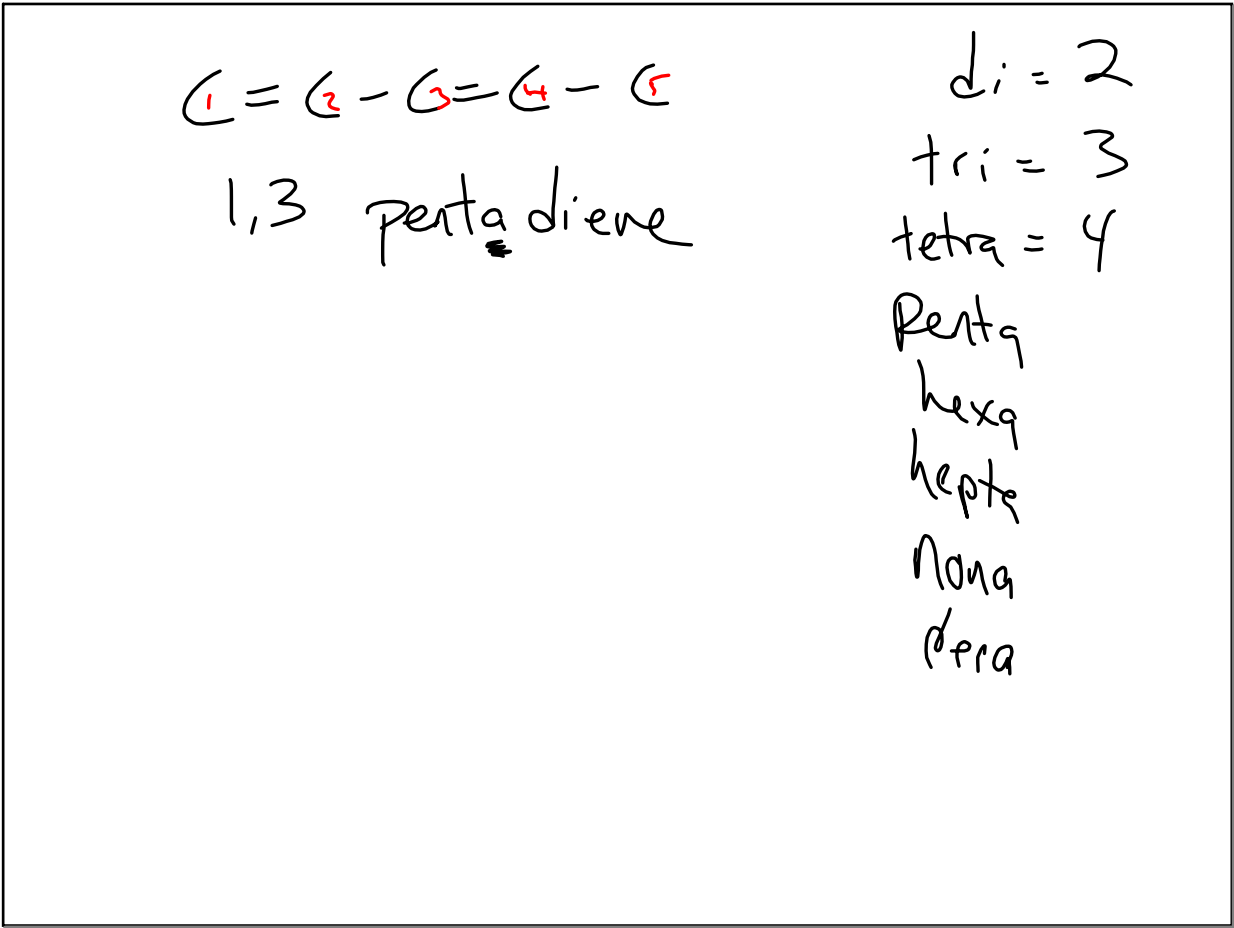 C1 = C2 - C3 = C4 - C5
1,3 pentadiene
di = 2
tri = 3
tetra = 4
Penta
hexa
hepta
nona
deca